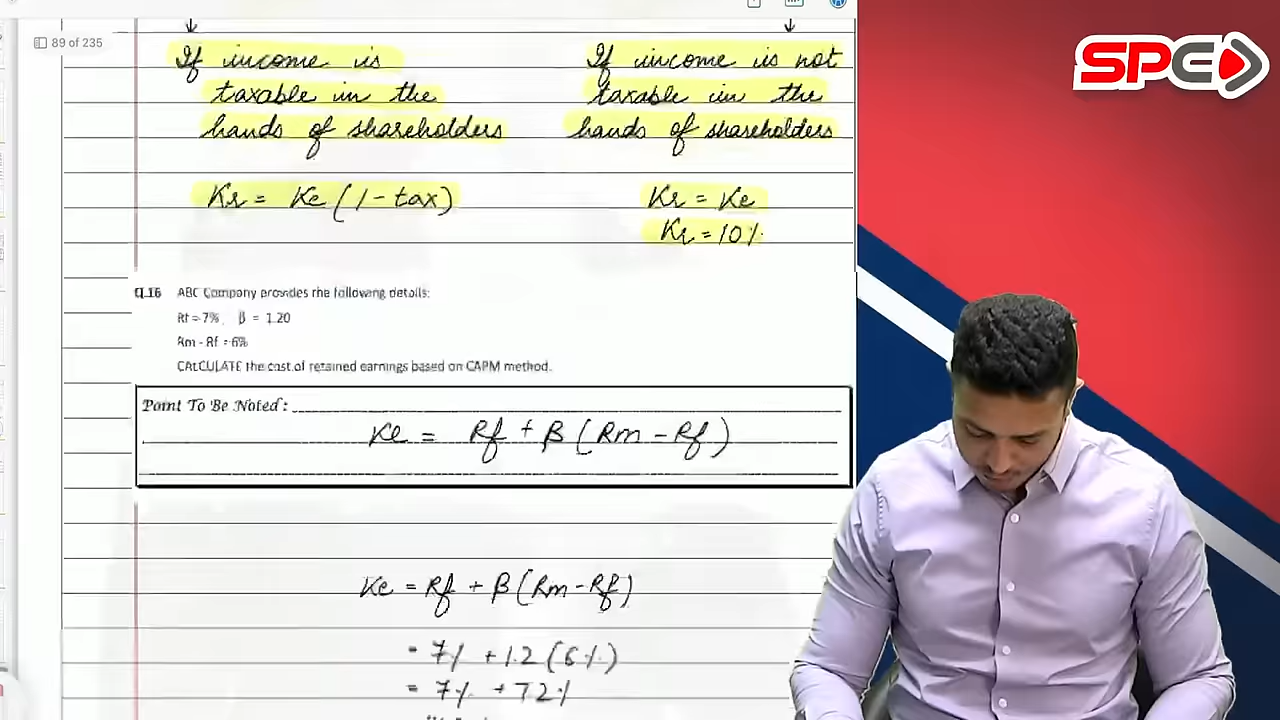 89 of 235
SPC
If income is
taxable in the
hands of shareholders
Kr = Ke (1 - tax)
If income is not
taxable in the
hands of shareholders
Kr = Ke
Kr = 10%
Q.16 ABC Company provides the following details:
Rf = 7% β = 1.20
Rm - Rf = 6%
CALCULATE the cost of retained earnings based on CAPM method.
Point To Be Noted:
Ke = Rf + β (Rm - Rf)
Ke = Rf + β (Rm - Rf)
= 7% + 1.2 (6%)
= 7% + 7.2%